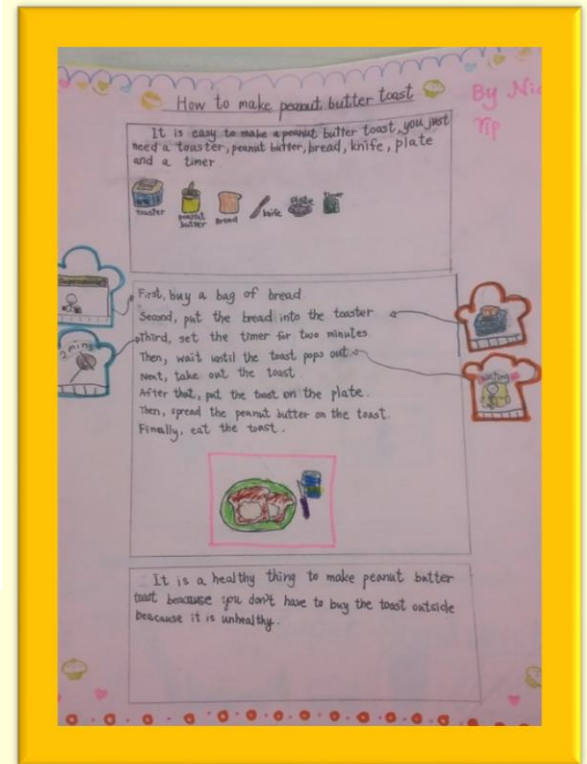 How to make peanut butter toast
By Nic
Yip
It is easy to make a peanut butter toast, you just
need a toaster, peanut butter, bread, knife, plate
and a timer
toaster
peanut
butter
Bread
knife
plate
timer
Supermarket
First, buy a bag of bread
Second, put the bread into the toaster
2 mins
Third, set the timer for two minutes
Then, wait until the toast pops out.
waiting
Next, take out the toast.
After that, put the toast on the plate.
Then, spread the peanut butter on the toast.
Finally, eat the toast.
It is a healthy thing to make peanut butter
toast beacause you don't have to buy the toast outside
beacause it is unhealthy.